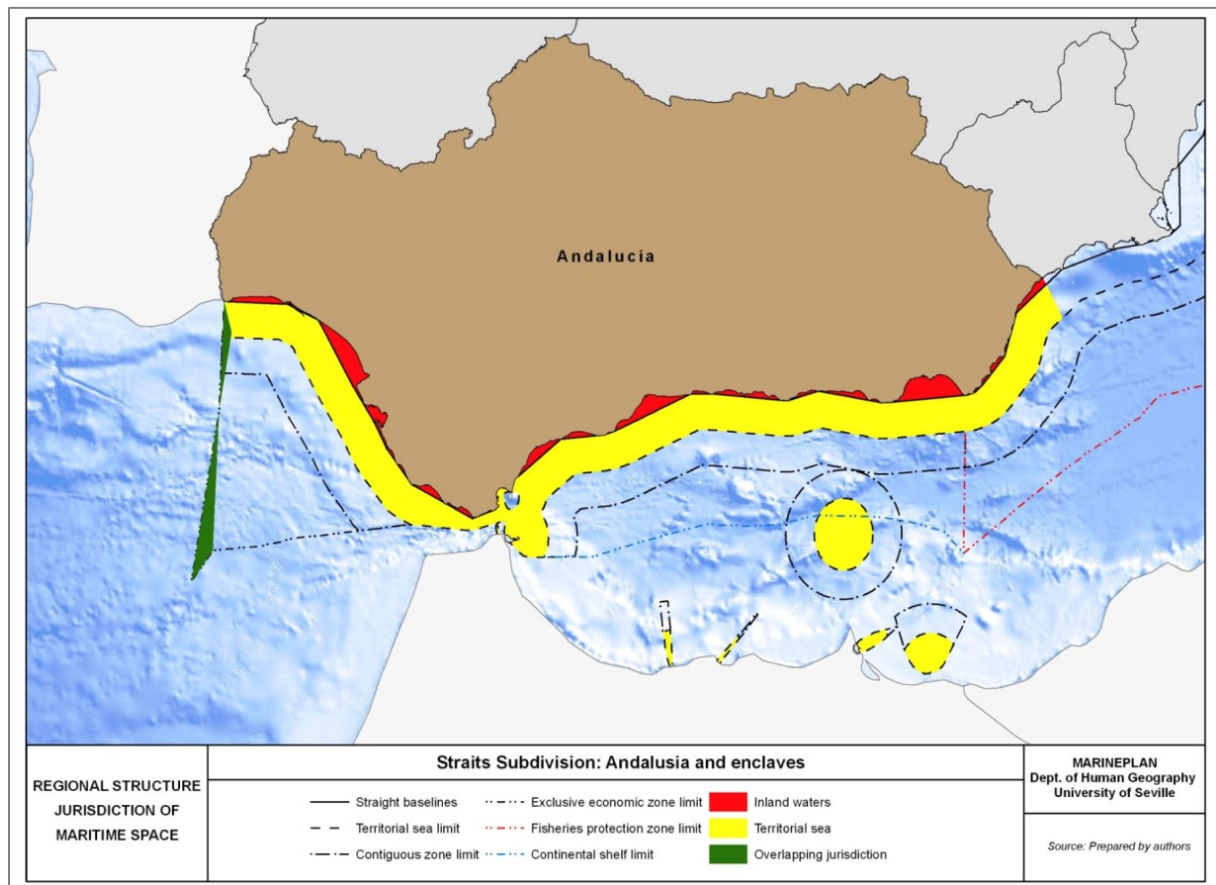 Andalucía
REGIONAL STRUCTURE
JURISDICTION OF
MARITIME SPACE
Straits Subdivision: Andalusia and enclaves
Straight baselines
Territorial sea limit
Contiguous zone limit
Exclusive economic zone limit
Fisheries protection zone limit
Continental shelf limit
Inland waters
Territorial sea
Overlapping jurisdiction
MARINEPLAN
Dept. of Human Geography
University of Seville
Source: Prepared by authors